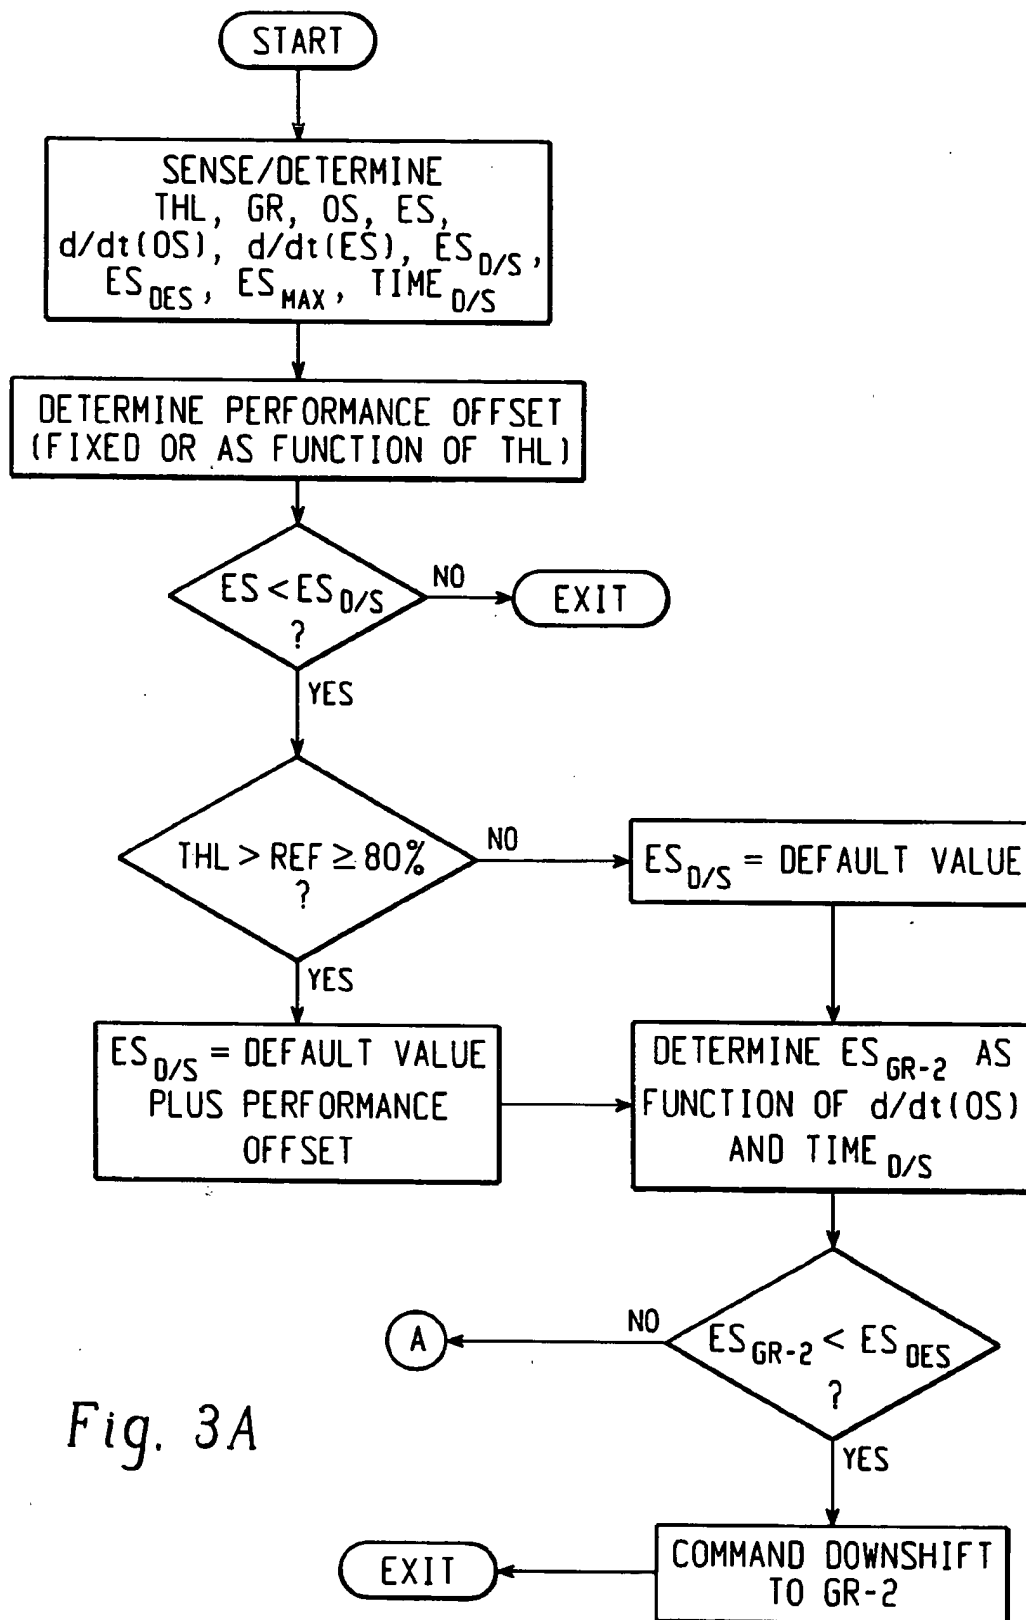 START
SENSE/DETERMINE
THL, GR, OS, ES,
d/dt(OS), d/dt(ES), ES D/S,
ES DES, ES MAX, TIME D/S
DETERMINE PERFORMANCE OFFSET
(FIXED OR AS FUNCTION OF THL)
ES < ES D/S
?
NO
EXIT
YES
THL > REF ≥ 80%
?
NO
ES D/S = DEFAULT VALUE
YES
ES D/S = DEFAULT VALUE
PLUS PERFORMANCE
OFFSET
DETERMINE ES GR-2 AS
FUNCTION OF d/dt(OS)
AND TIME D/S
ES GR-2 < ES DES
?
NO
A
YES
COMMAND DOWNSHIFT
TO GR-2
EXIT
Fig. 3A